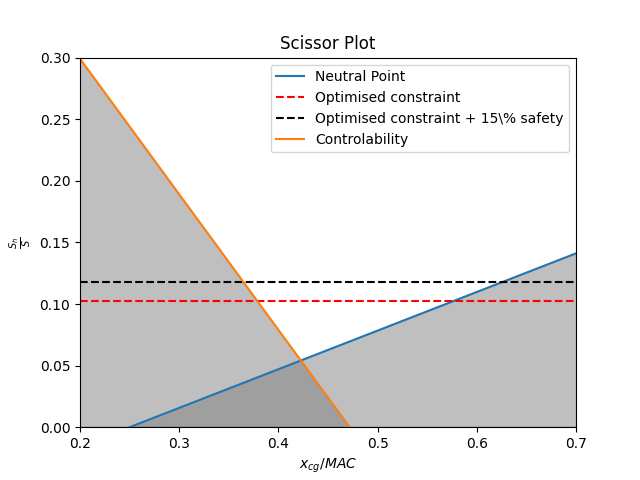 Scissor Plot
Neutral Point
Optimised constraint
Optimised constraint + 15\% safety
Controlability
0.30
0.25
0.20
0.15
0.10
0.05
0.00
S_h/S
0.2 0.3 0.4 0.5 0.6 0.7
x_cg/MAC